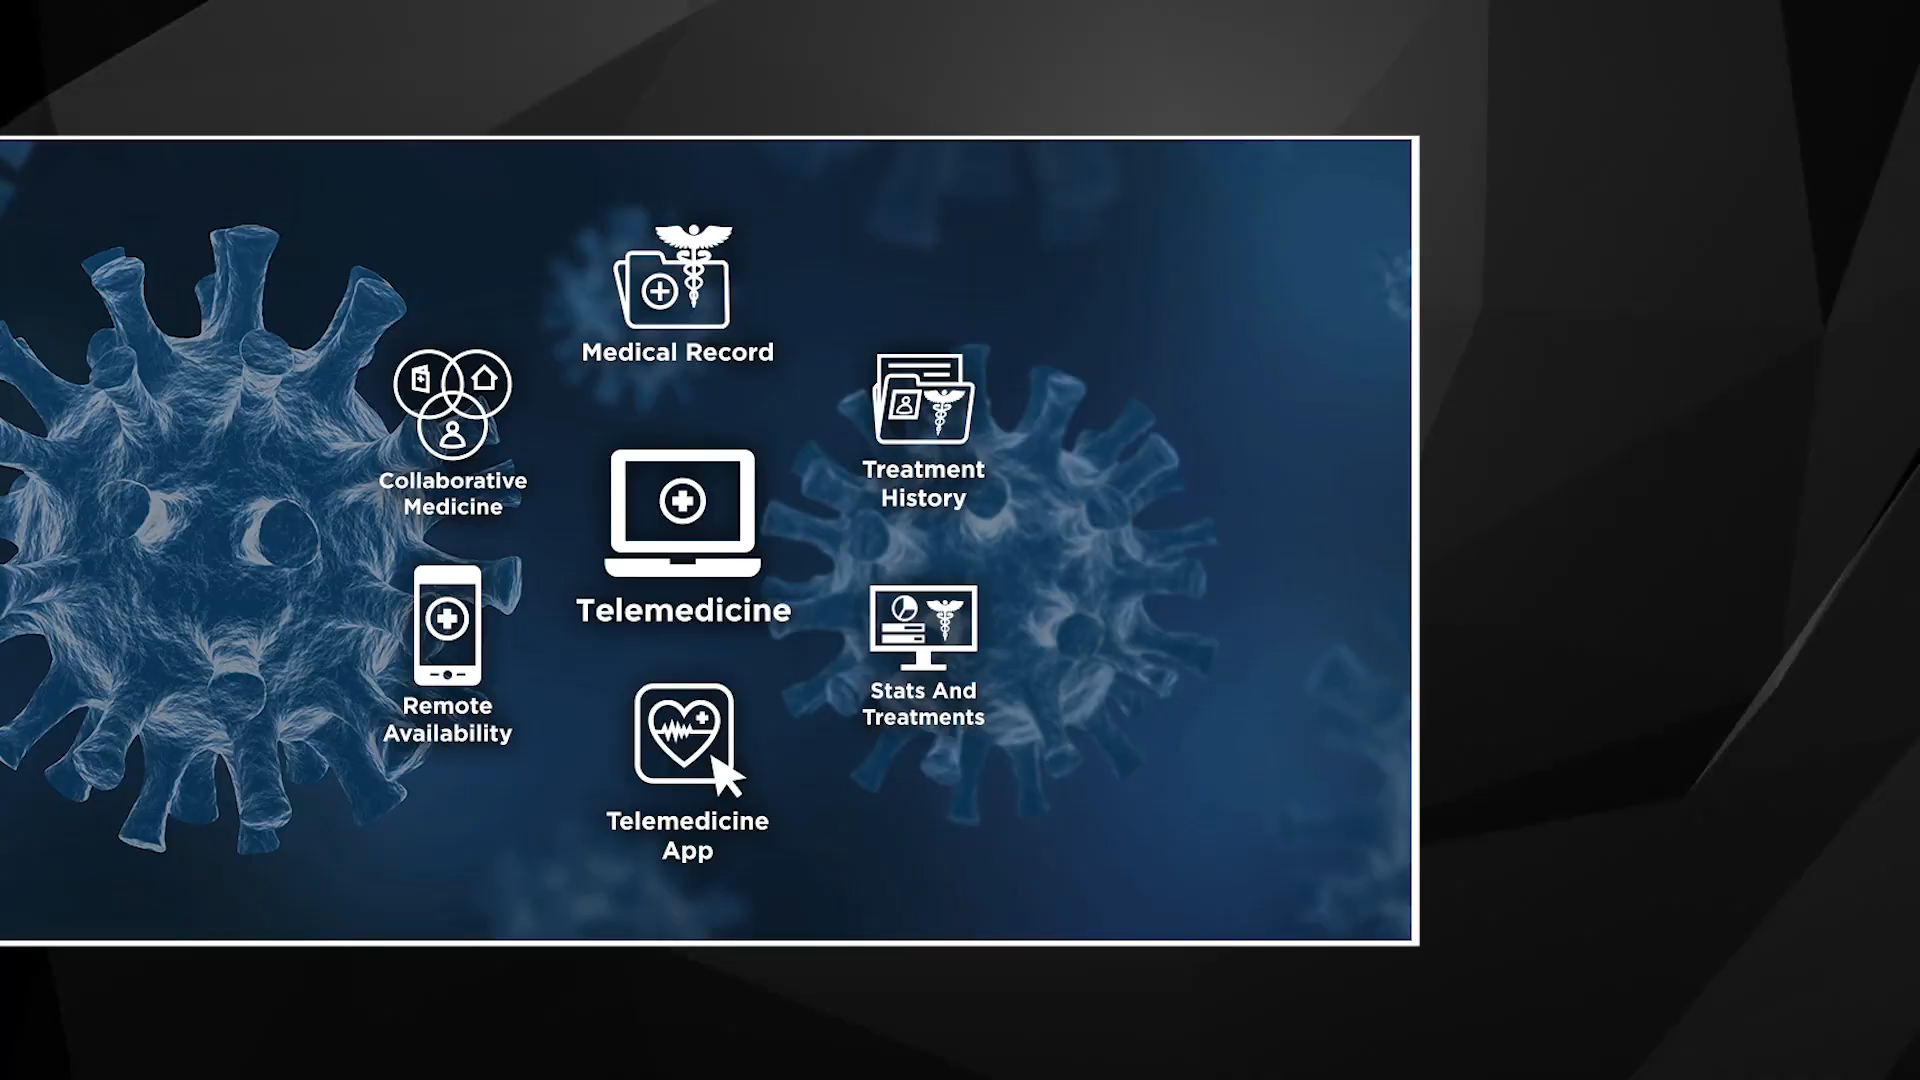 Medical Record
Collaborative
Medicine
Treatment
History
Telemedicine
Remote
Availability
Stats And
Treatments
Telemedicine
App